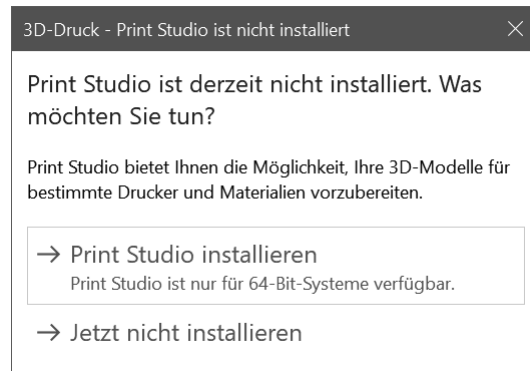 3D-Druck - Print Studio ist nicht installiert
Print Studio ist derzeit nicht installiert. Was
möchten Sie tun?
Print Studio bietet Ihnen die Möglichkeit, Ihre 3D-Modelle für
bestimmte Drucker und Materialien vorzubereiten.
Print Studio installieren
Print Studio ist nur für 64-Bit-Systeme verfügbar.
Jetzt nicht installieren